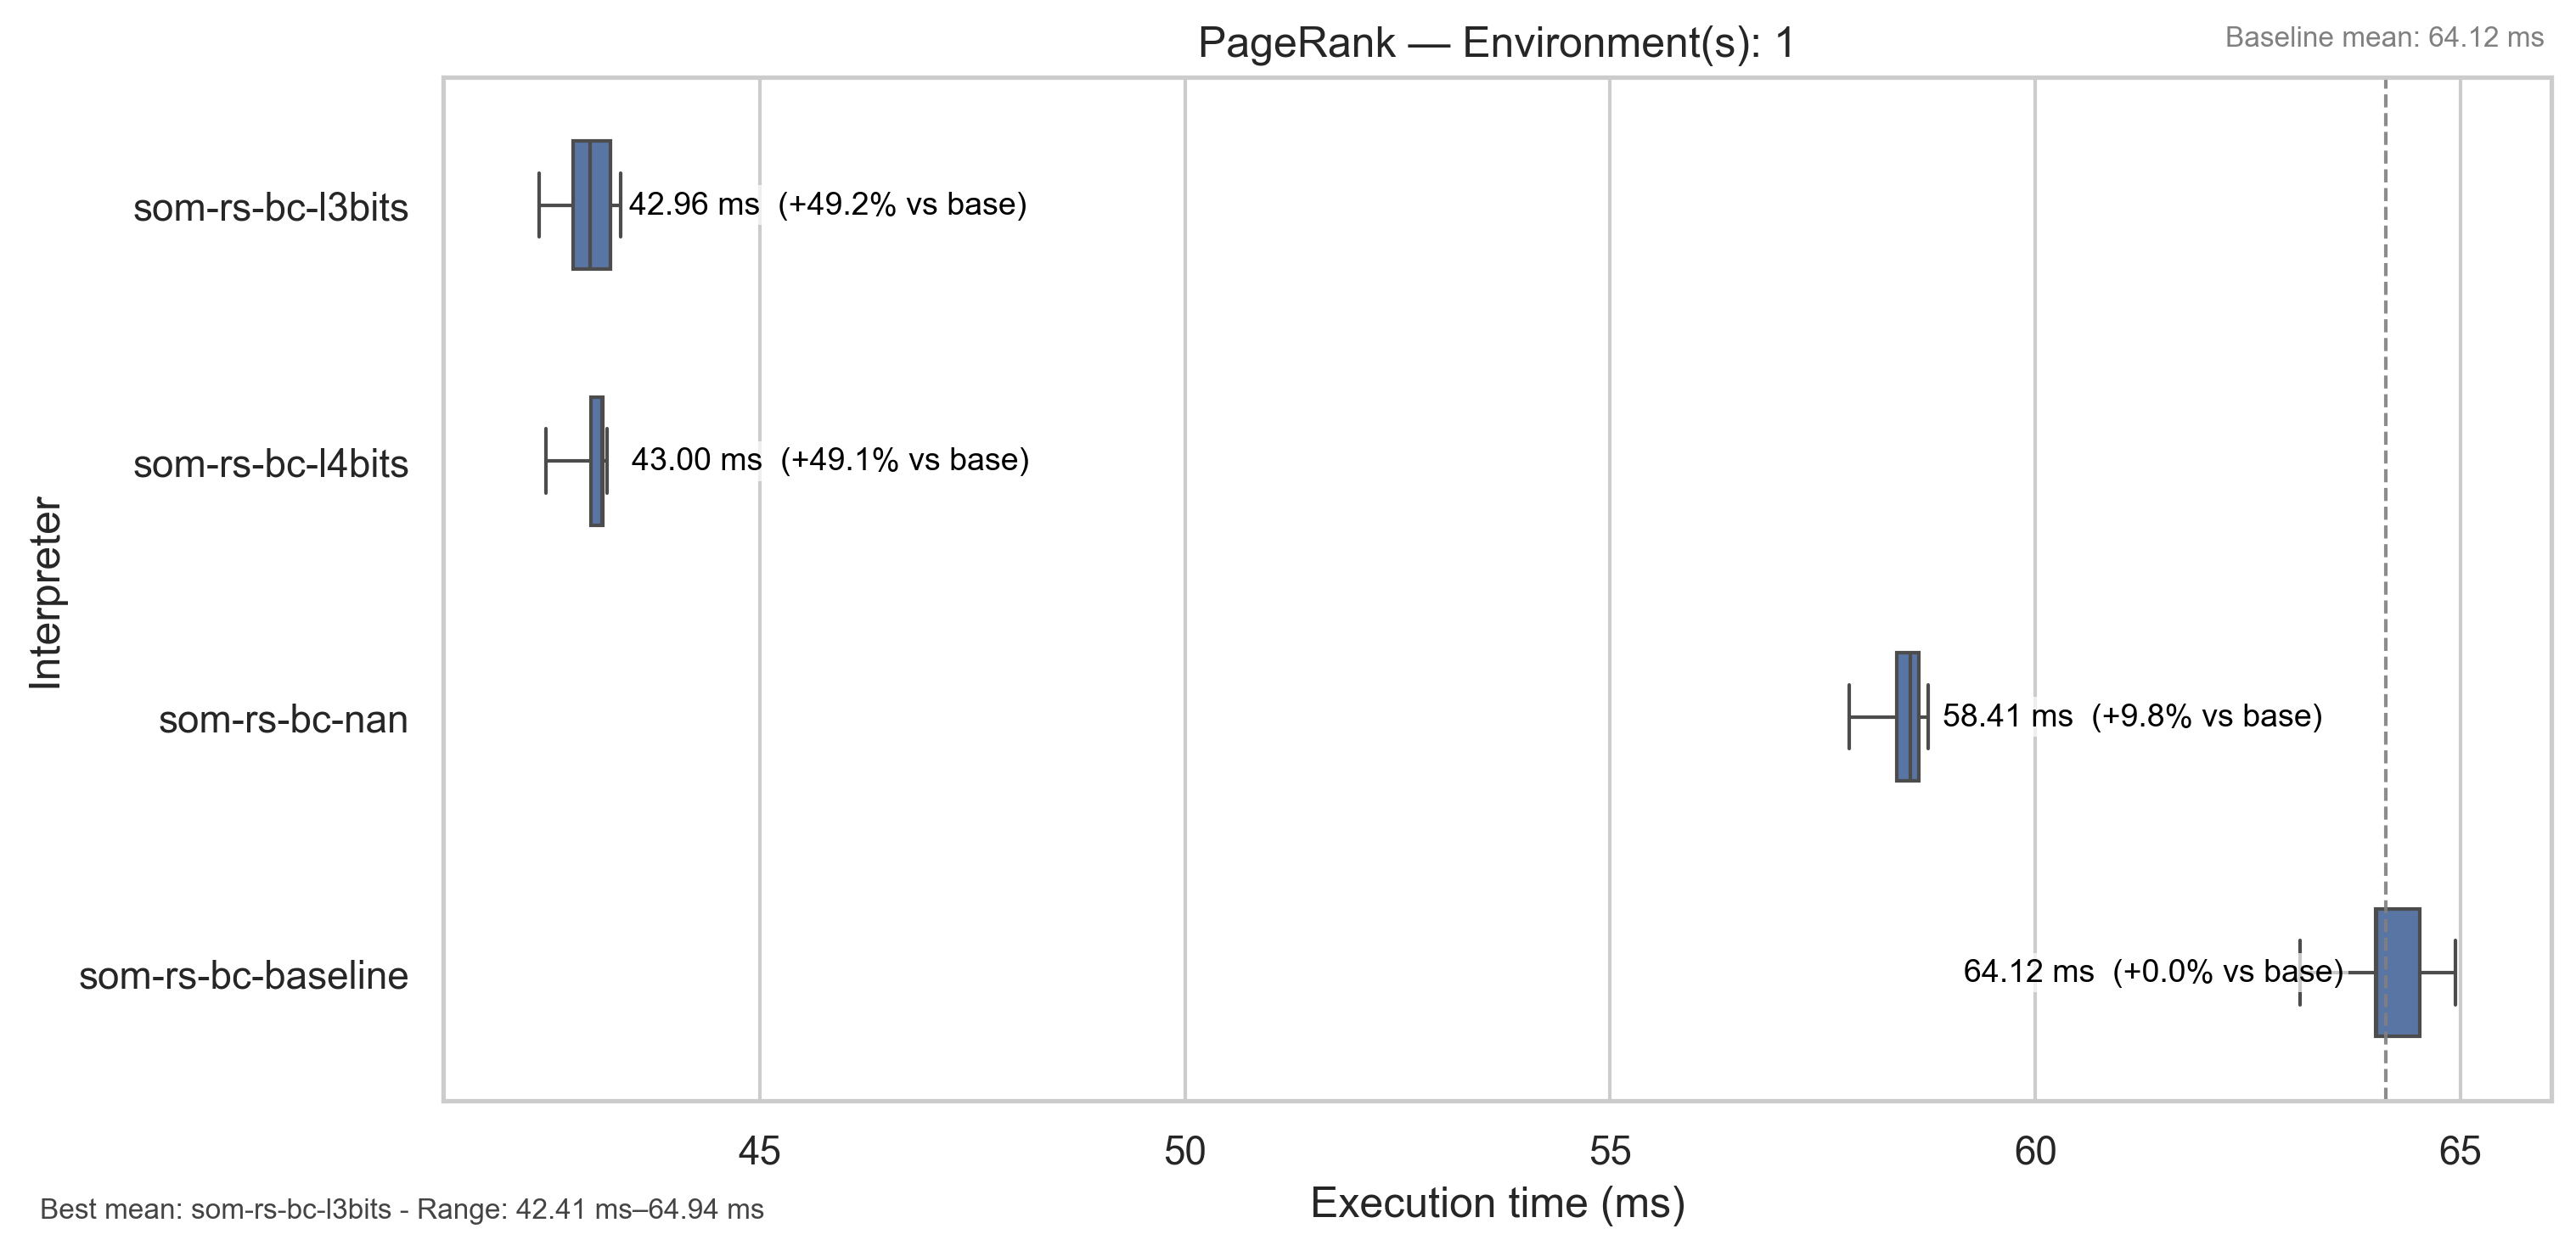 PageRank — Environment(s): 1
Baseline mean: 64.12 ms
Interpreter
som-rs-bc-l3bits
42.96 ms (+49.2% vs base)
som-rs-bc-l4bits
43.00 ms (+49.1% vs base)
som-rs-bc-nan
58.41 ms (+9.8% vs base)
som-rs-bc-baseline
64.12 ms (+0.0% vs base)
45 50 55 60 65
Execution time (ms)
Best mean: som-rs-bc-l3bits - Range: 42.41 ms–64.94 ms